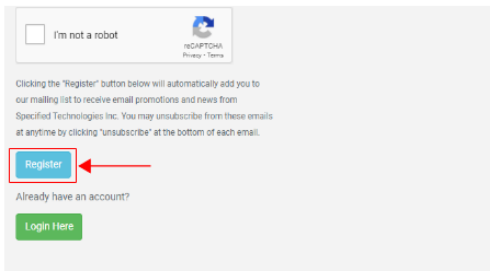 I'm not a robot
reCAPTCHA
Privacy - Terms
Clicking the "Register" button below will automatically add you to
our mailing list to receive email promotions and news from
Specified Technologies Inc. You may unsubscribe from these emails
at anytime by clicking "unsubscribe" at the bottom of each email.
Register
Already have an account?
Login Here